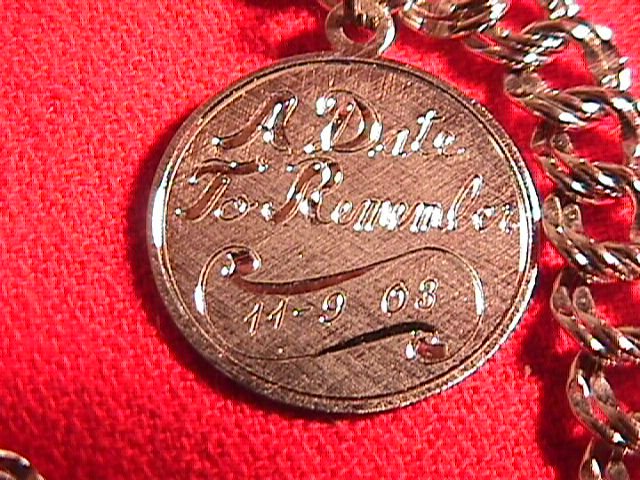 A Date
To Remember
11-9 03